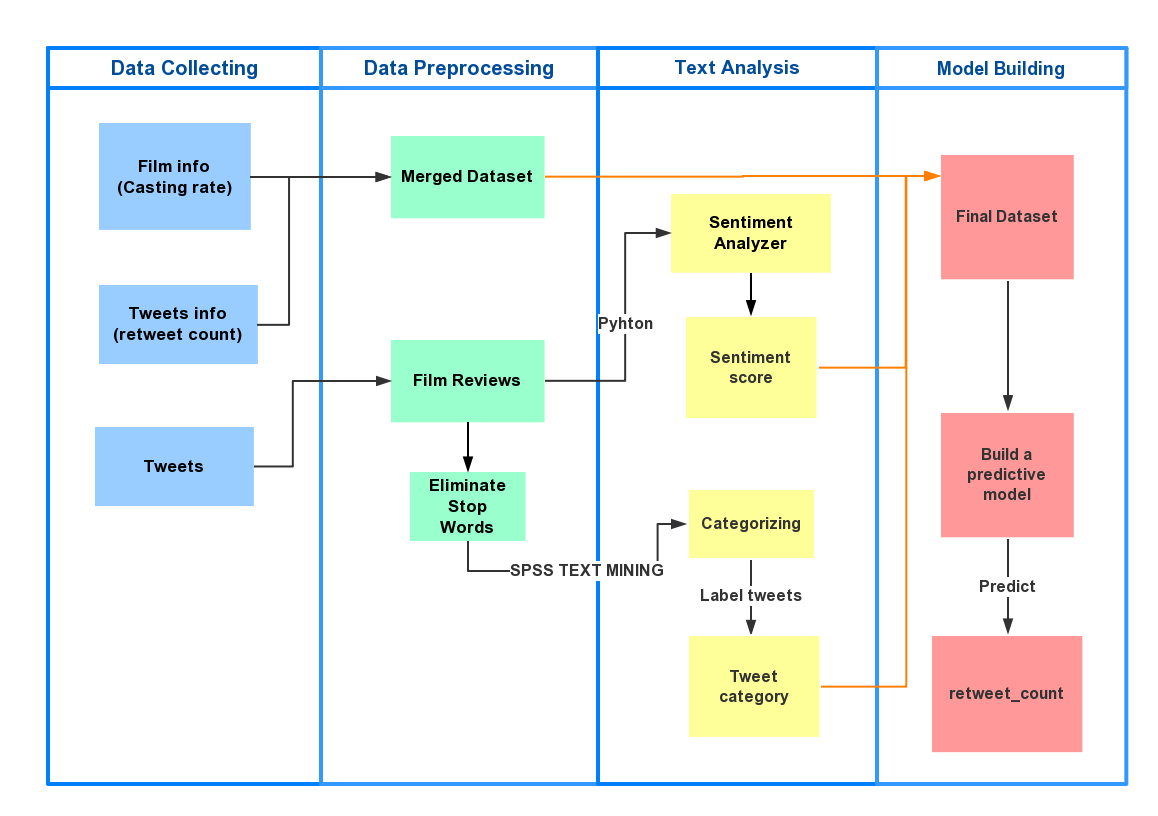 Data Collecting
Data Preprocessing
Text Analysis
Model Building
Film info
(Casting rate)
Tweets info
(retweet count)
Tweets
Merged Dataset
Film Reviews
Eliminate
Stop
Words
Pyhton
SPSS TEXT MINING
Sentiment
Analyzer
Sentiment
score
Categorizing
Label tweets
Tweet
category
Final Dataset
Build a
predictive
model
Predict
retweet_count